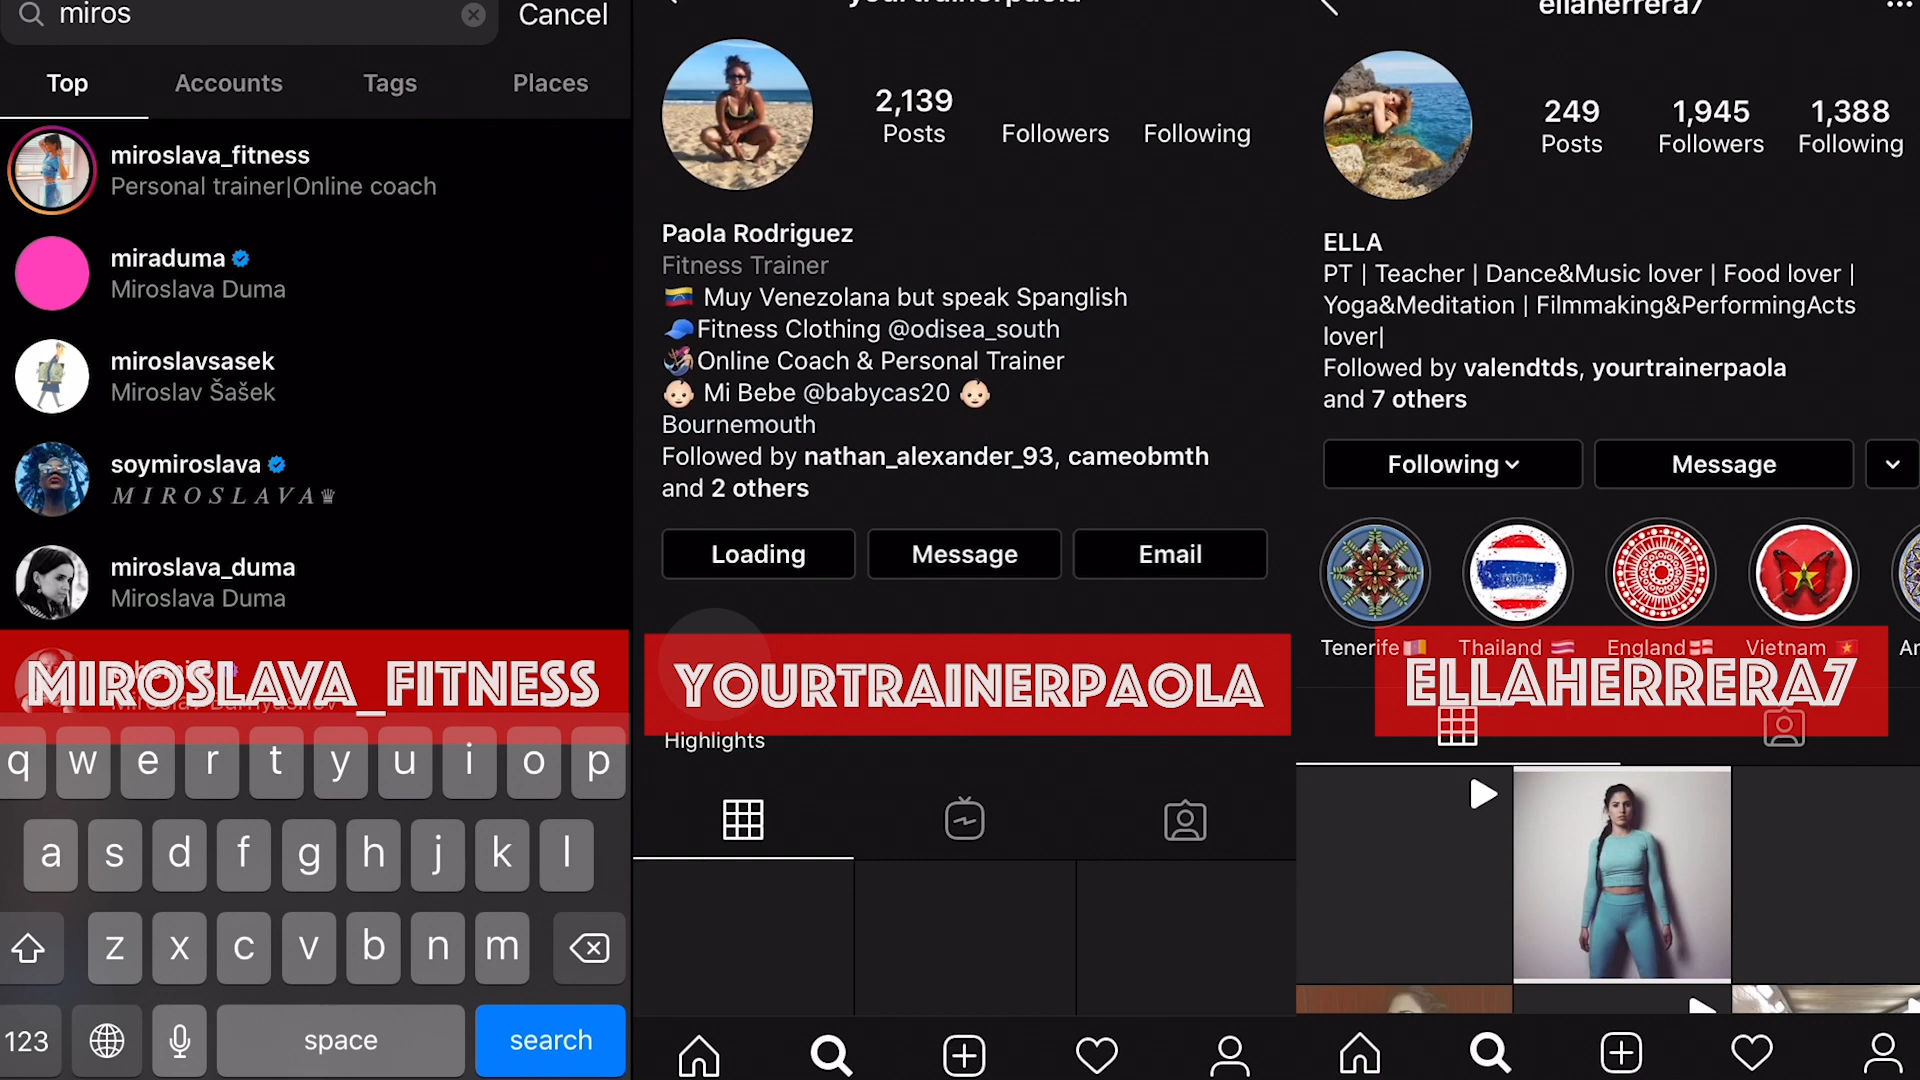 miros
Cancel
Top
Accounts
Tags
Places
miroslava_fitness
Personal trainer|Online coach
miraduma
Miroslava Duma
miroslavsasek
Miroslav Šašek
soymiroslava
M I R O S L A V A ♛
miroslava_duma
Miroslava Duma
MIROSLAVA_FITNESS
q w e r t y u i o p
a s d f g h j k l
z x c v b n m
123
space
search
yourtrainerpaola
2,139
Posts
Followers
Following
Paola Rodriguez
Fitness Trainer
🇻🇪 Muy Venezolana but speak Spanglish
🧢Fitness Clothing @odisea_south
🧜🏽‍♀️Online Coach & Personal Trainer
👶🏻 Mi Bebe @babycas20 👶🏻
Bournemouth
Followed by nathan_alexander_93, cameobmth
and 2 others
Loading
Message
Email
YOURTRAINERPAOLA
Highlights
ellaherrera7
249
Posts
1,945
Followers
1,388
Following
ELLA
PT | Teacher | Dance&Music lover | Food lover |
Yoga&Meditation | Filmmaking&PerformingActs
lover|
Followed by valendtds, yourtrainerpaola
and 7 others
Following
Message
Tenerife
Thailand
England
Vietnam
ELLAHERRERA7